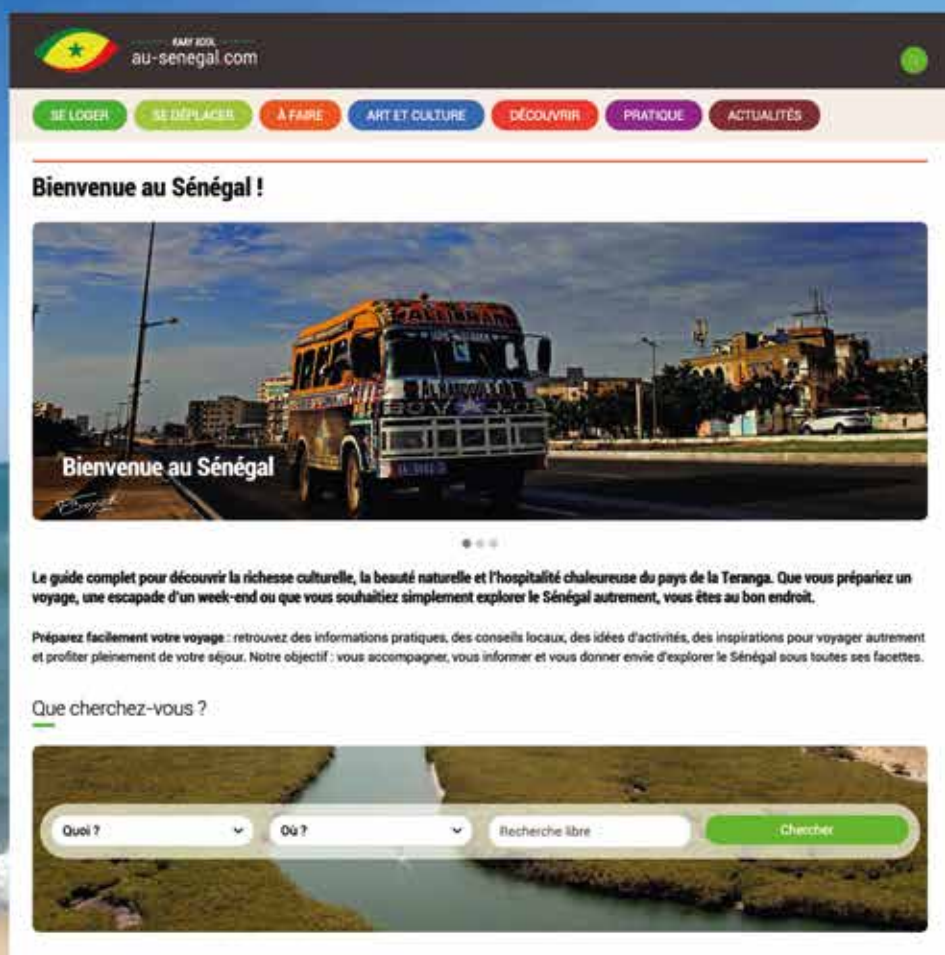 au-senegal.com
SE LOGER
SE DÉPLACER
À FAIRE
ART ET CULTURE
DÉCOUVRIR
PRATIQUE
ACTUALITÉS
Bienvenue au Sénégal !
Bienvenue au Sénégal
Le guide complet pour découvrir la richesse culturelle, la beauté naturelle et l'hospitalité chaleureuse du pays de la Teranga. Que vous prépariez un
voyage, une escapade d'un week-end ou que vous souhaitiez simplement explorer le Sénégal autrement, vous êtes au bon endroit.
Préparez facilement votre voyage : retrouvez des informations pratiques, des conseils locaux, des idées d'activités, des inspirations pour voyager autrement
et profiter pleinement de votre séjour. Notre objectif : vous accompagner, vous informer et vous donner envie d'explorer le Sénégal sous toutes ses facettes.
Que cherchez-vous ?
Quoi ?
Où ?
Recherche libre
Chercher